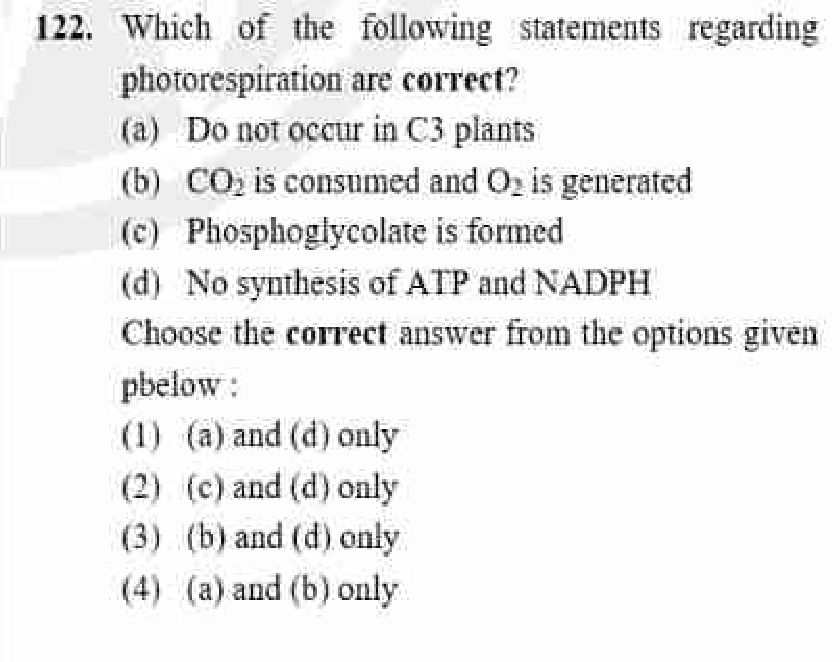 122. Which of the following statements regarding
photorespiration are correct?
(a) Do not occur in C3 plants
(b) CO₂ is consumed and O₂ is generated
(c) Phosphoglycolate is formed
(d) No synthesis of ATP and NADPH
Choose the correct answer from the options given
pbelow :
(1) (a) and (d) only
(2) (c) and (d) only
(3) (b) and (d) only
(4) (a) and (b) only